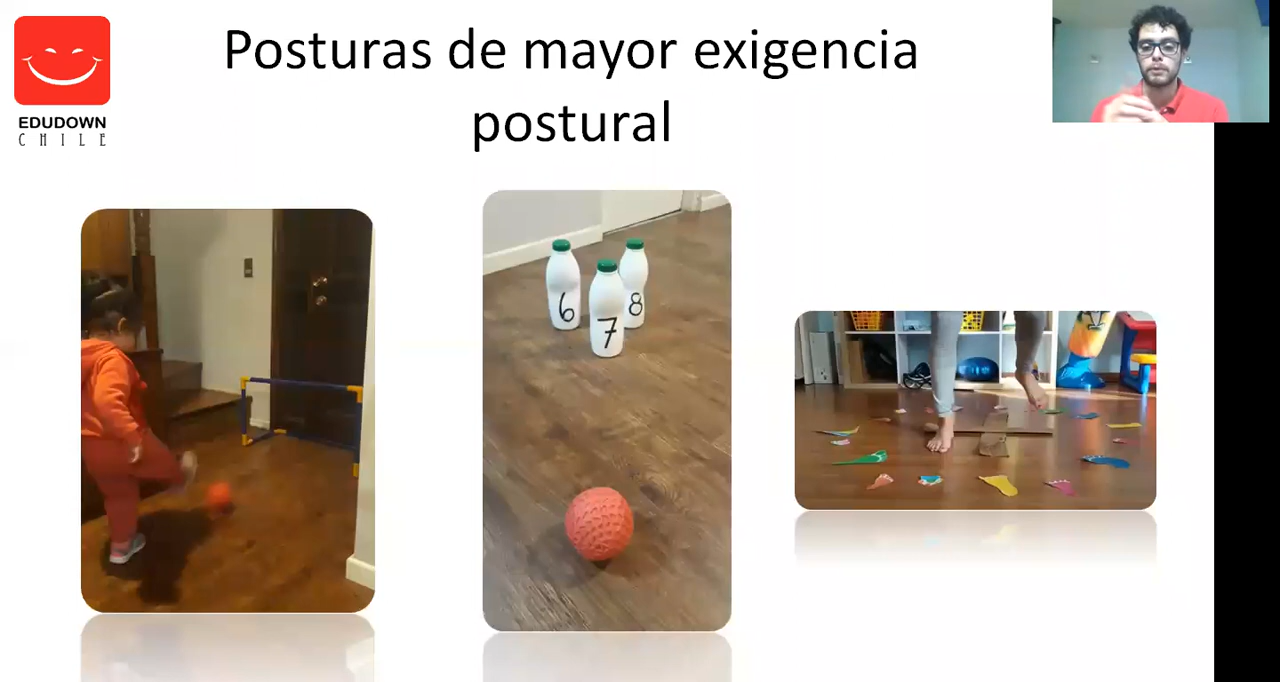 Posturas de mayor exigencia
postural
EDUDOWN
CHILE
6
7
8